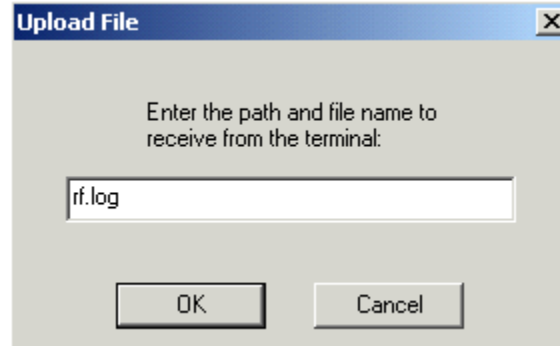 Upload File
Enter the path and file name to
receive from the terminal:
rf.log
OK Cancel